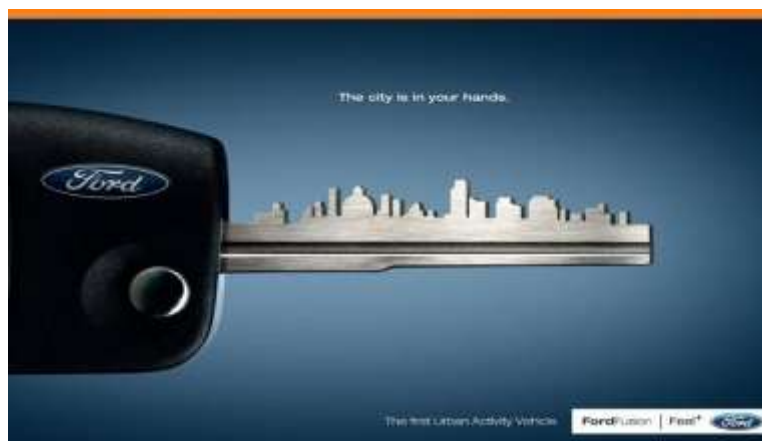 The city is in your hands.
Ford
The first Urban Activity Vehicle
FordFusion | Feel+ Ford